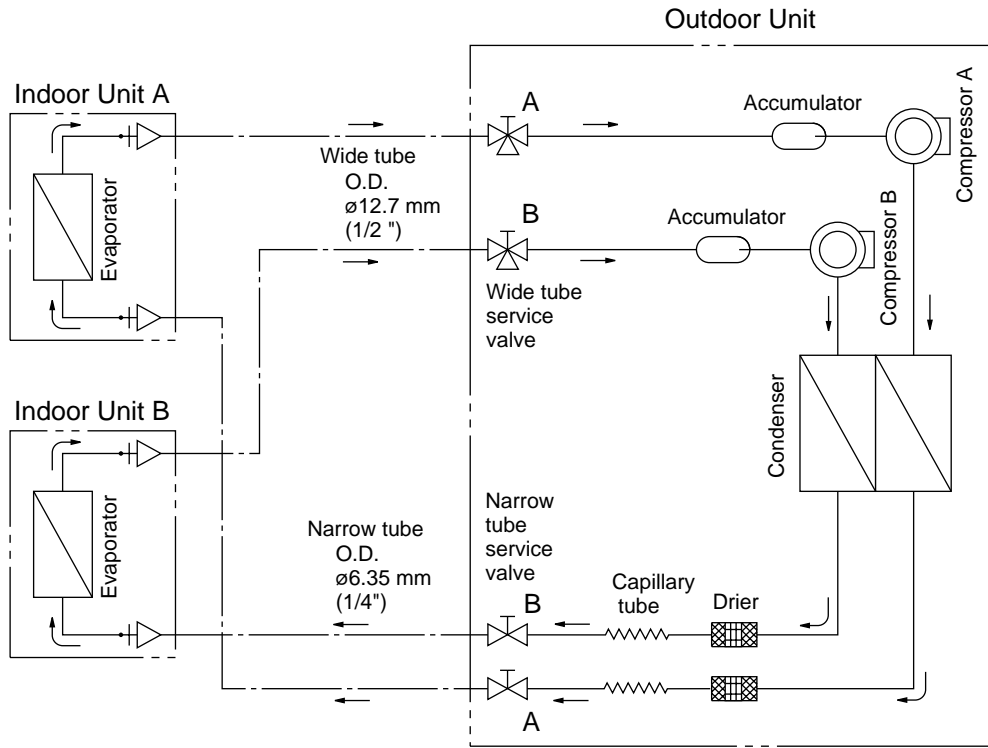 Outdoor Unit
Indoor Unit A
A
Accumulator
Compressor A
Wide tube
O.D.
ø12.7 mm
(1/2 ")
Evaporator
B
Accumulator
Compressor B
Wide tube
service
valve
Indoor Unit B
Condenser
Evaporator
Narrow tube
O.D.
ø6.35 mm
(1/4")
Narrow
tube
service
valve
B
Capillary
tube
Drier
A